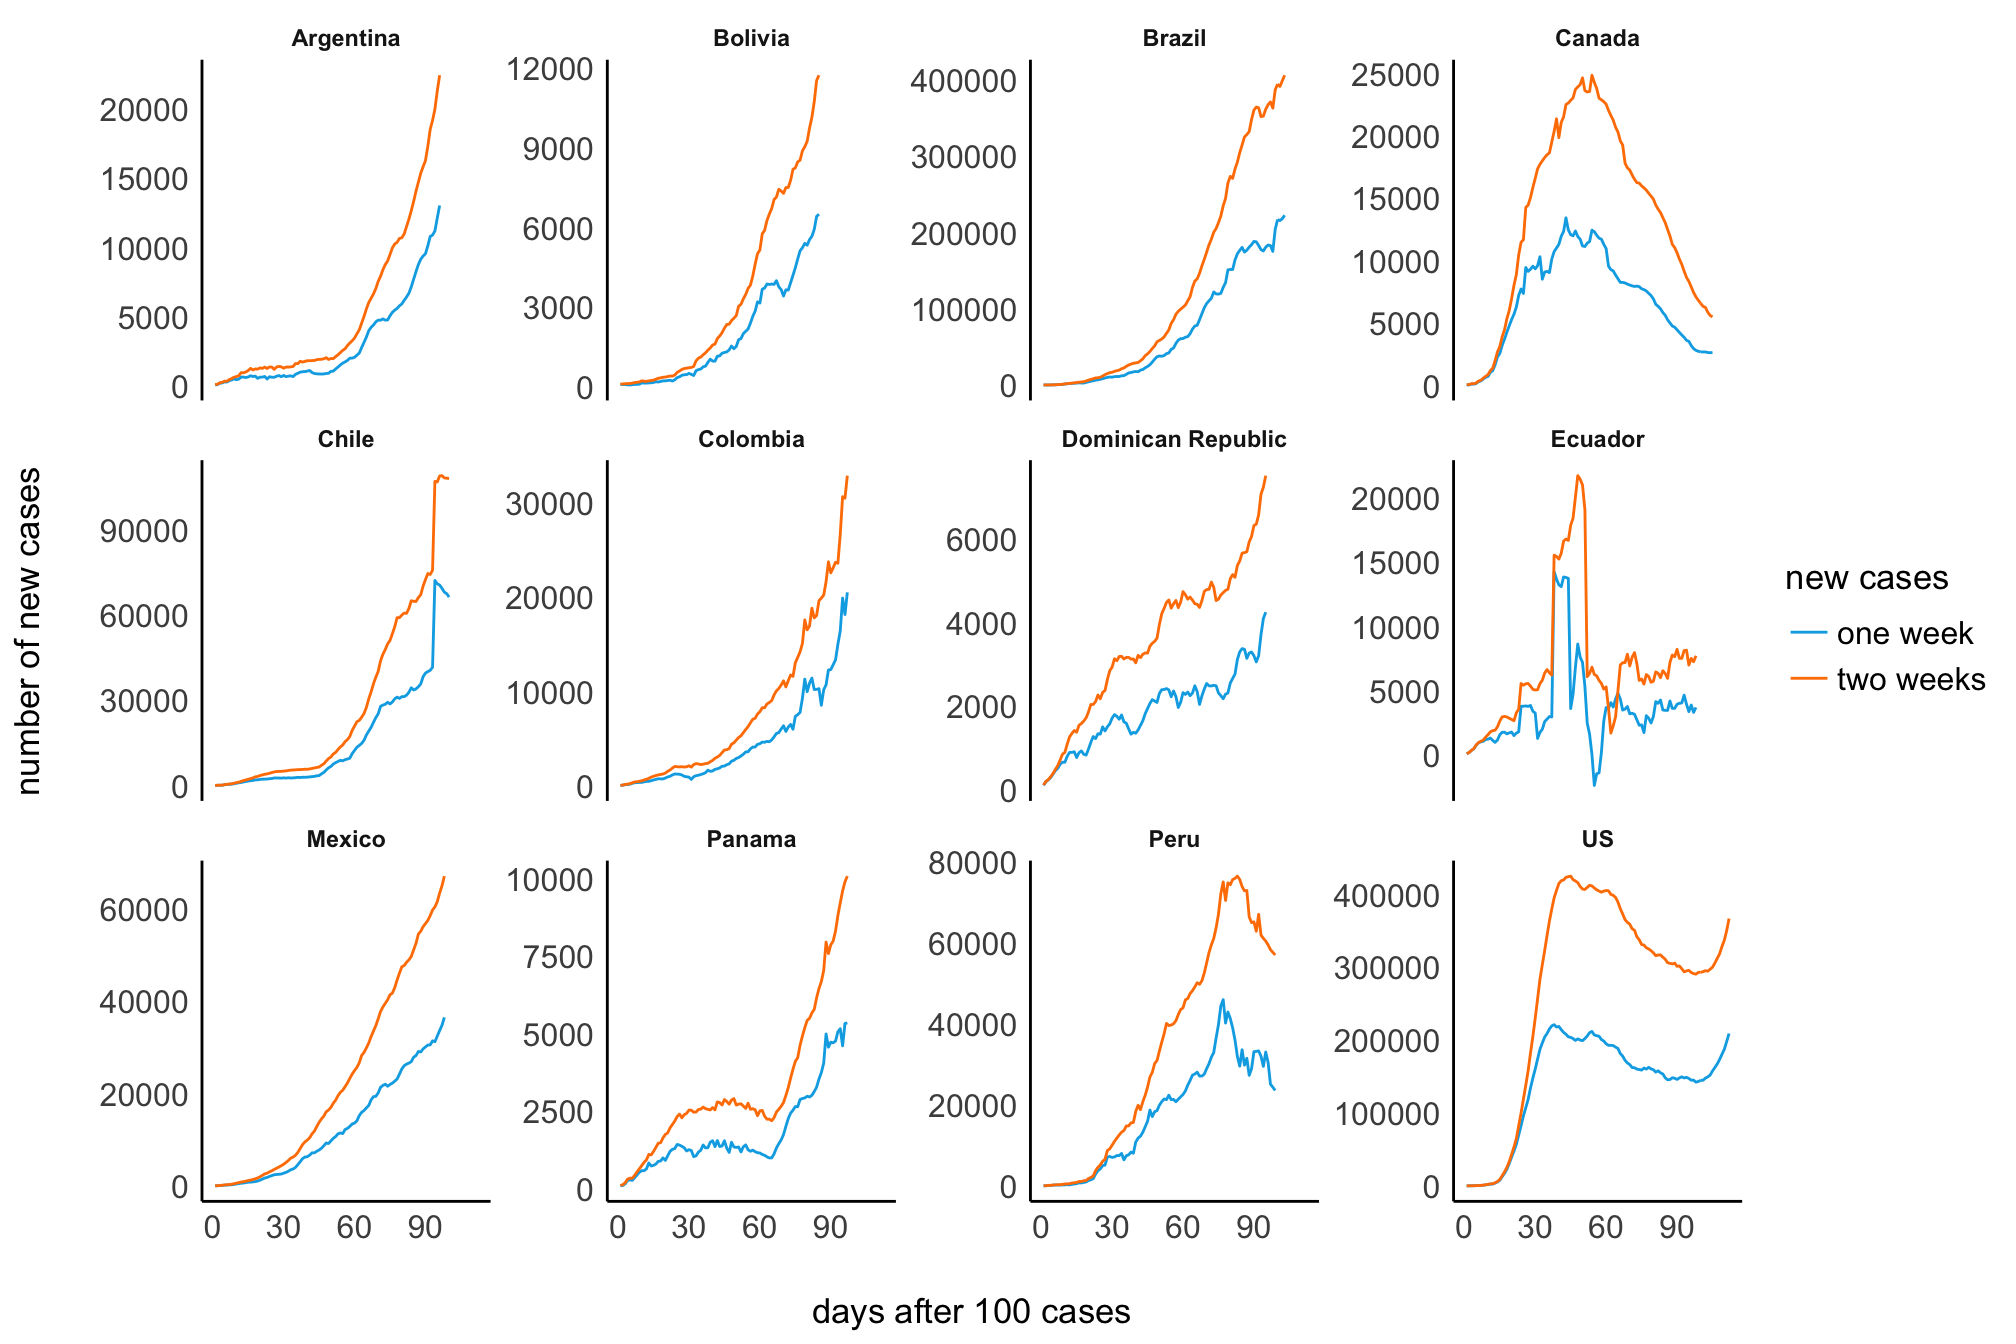 Argentina
Bolivia
Brazil
Canada
20000
15000
10000
5000
0
12000
9000
6000
3000
0
400000
300000
200000
100000
0
25000
20000
15000
10000
5000
0
Chile
Colombia
Dominican Republic
Ecuador
90000
60000
30000
0
30000
20000
10000
0
6000
4000
2000
0
20000
15000
10000
5000
0
Mexico
Panama
Peru
US
60000
40000
20000
0
10000
7500
5000
2500
0
80000
60000
40000
20000
0
400000
300000
200000
100000
0
0 30 60 90
0 30 60 90
0 30 60 90
0 30 60 90
days after 100 cases
number of new cases
new cases
one week
two weeks